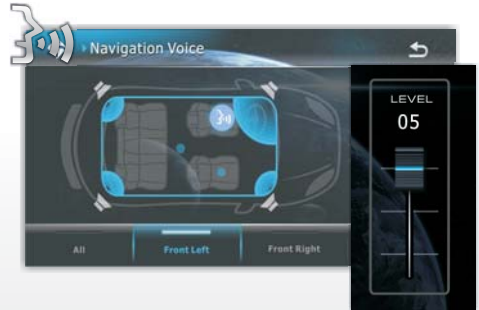 Navigation Voice
LEVEL
05
All
Front Left
Front Right